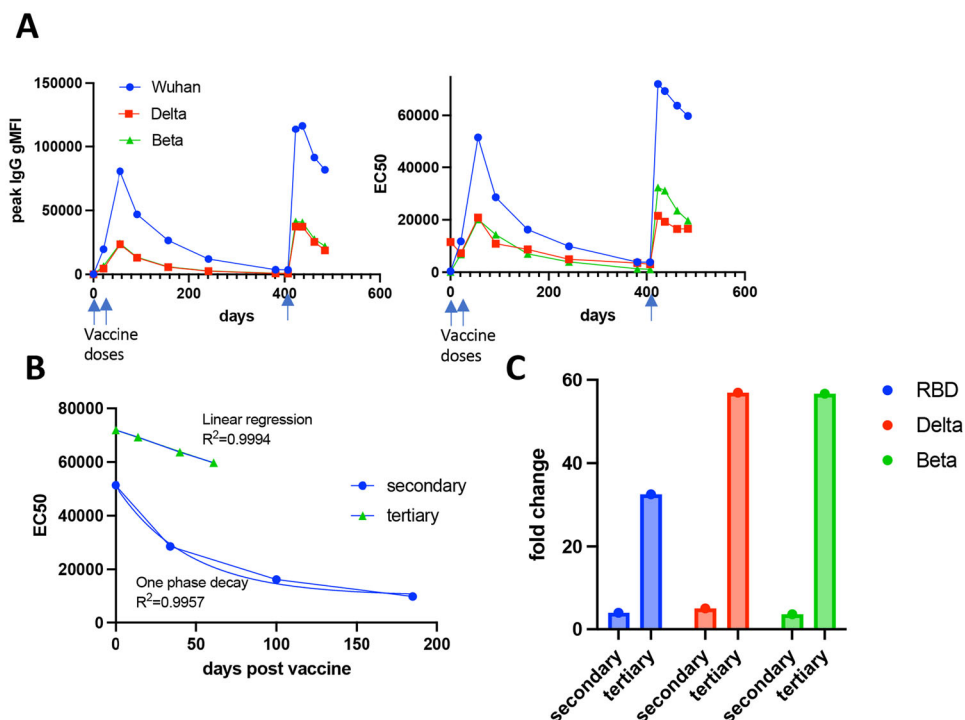 A
peak IgG gMFI
150000
100000
50000
0
Wuhan
Delta
Beta
0
200
400
600
days
Vaccine
doses
EC50
60000
40000
20000
0
0
200
400
600
days
Vaccine
doses
B
EC50
80000
60000
40000
20000
0
Linear regression
R²=0.9994
secondary
tertiary
One phase decay
R²=0.9957
0
50
100
150
200
days post vaccine
C
fold change
60
40
20
0
RBD
Delta
Beta
secondary
tertiary
secondary
tertiary
secondary
tertiary